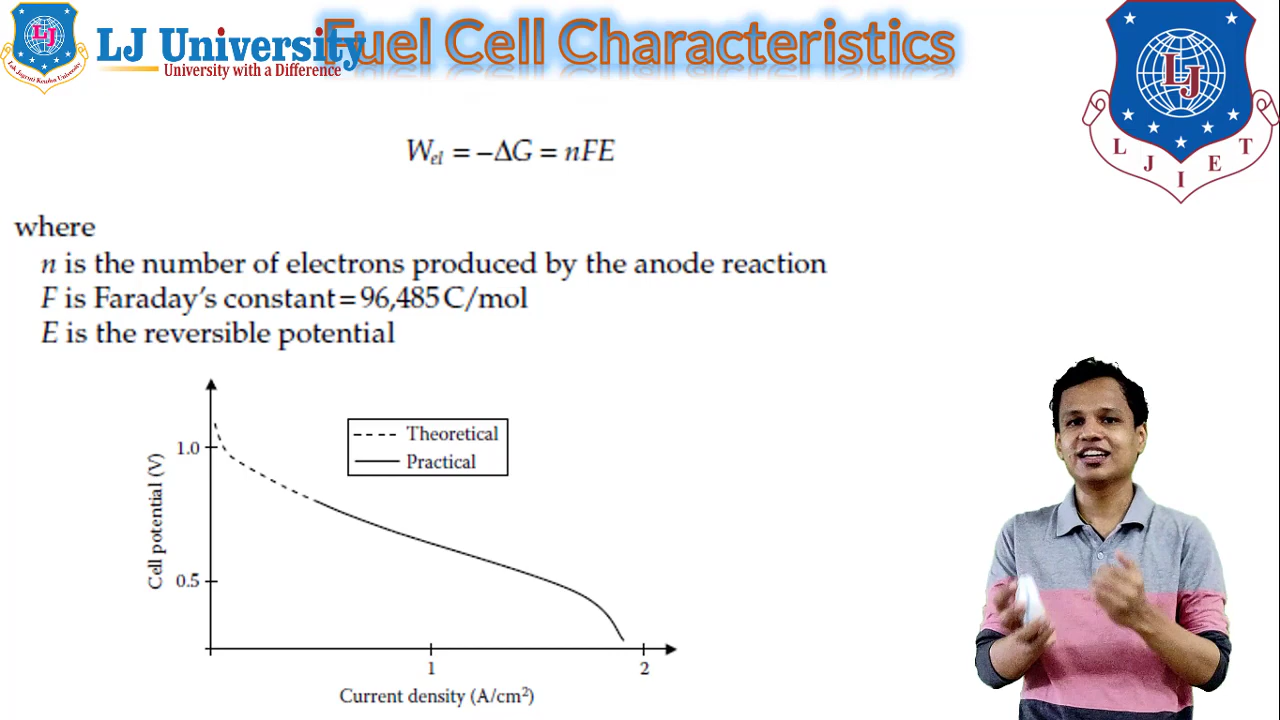 LJ University
University with a Difference
LJ
Fuel Cell Characteristics
LJ
L J I E T
W_el = −ΔG = nFE
where
n is the number of electrons produced by the anode reaction
F is Faraday's constant = 96,485 C/mol
E is the reversible potential
Theoretical
Practical
Cell potential (V)
1.0
0.5
1
2
Current density (A/cm²)